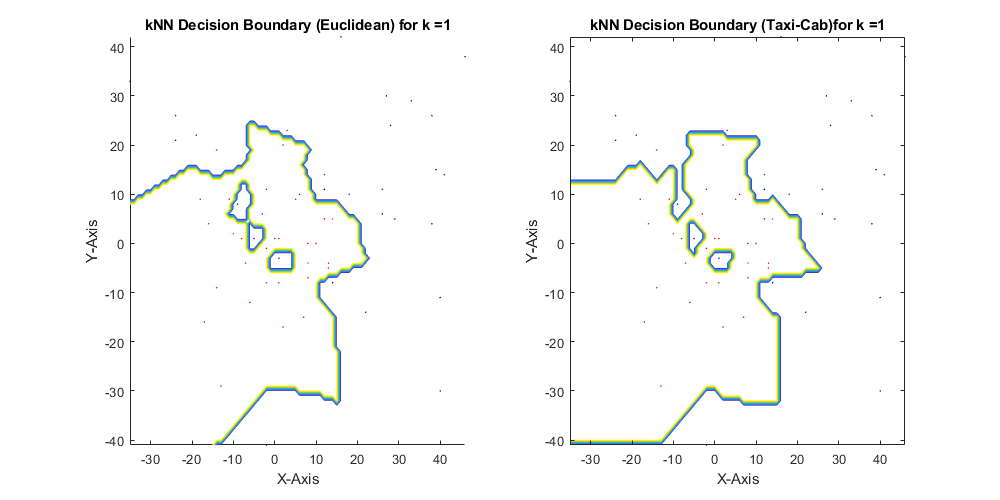 kNN Decision Boundary (Euclidean) for k =1
40
30
20
10
0
-10
-20
-30
-40
Y-Axis
-30 -20 -10 0 10 20 30 40
X-Axis
kNN Decision Boundary (Taxi-Cab)for k =1
40
30
20
10
0
-10
-20
-30
-40
Y-Axis
-30 -20 -10 0 10 20 30 40
X-Axis